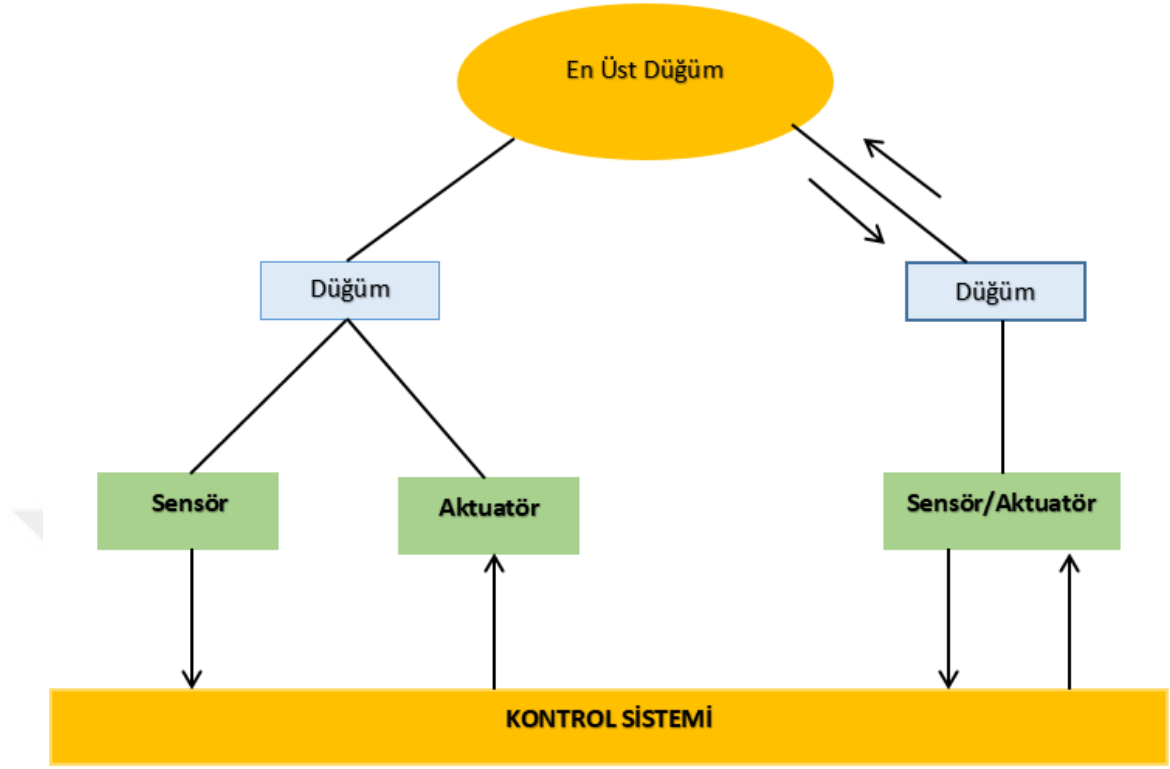 En Üst Düğüm
Düğüm
Düğüm
Sensör
Aktuatör
Sensör/Aktuatör
KONTROL SİSTEMİ